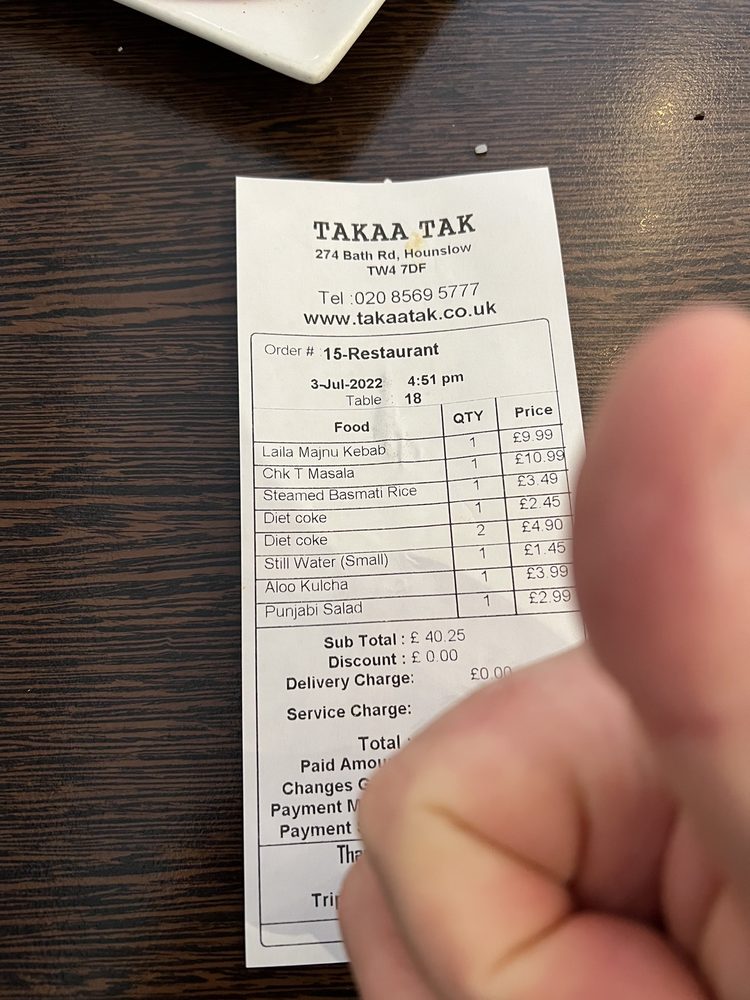 TAKAA TAK
274 Bath Rd, Hounslow
TW4 7DF
Tel :020 8569 5777
www.takaatak.co.uk
Order # 15-Restaurant
3-Jul-2022 4:51 pm
Table : 18
Food QTY Price
Laila Majnu Kebab 1 £9.99
Chk T Masala 1 £10.99
Steamed Basmati Rice 1 £3.49
Diet coke 1 £2.45
Diet coke 2 £4.90
Still Water (Small) 1 £1.45
Aloo Kulcha 1 £3.99
Punjabi Salad 1 £2.99
Sub Total : £ 40.25
Discount : £ 0.00
Delivery Charge: £0.00
Service Charge:
Total :
Paid
Changes
Payment
Payment